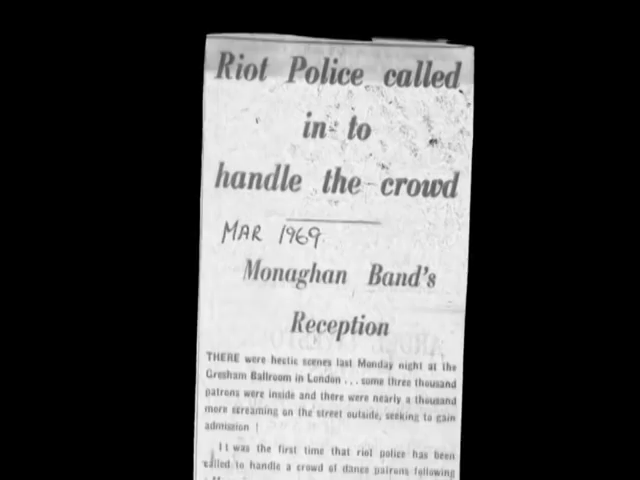 Riot Police called
in to
handle the crowd
MAR 1969
Monaghan Band's
Reception
THERE were hectic scenes last Monday night at the
Gresham Ballroom in London . . . some three thousand
patrons were inside and there were nearly a thousand
more screaming on the street outside, seeking to gain
admission !
It was the first time that riot police has been
called to handle a crowd of dance patrons following